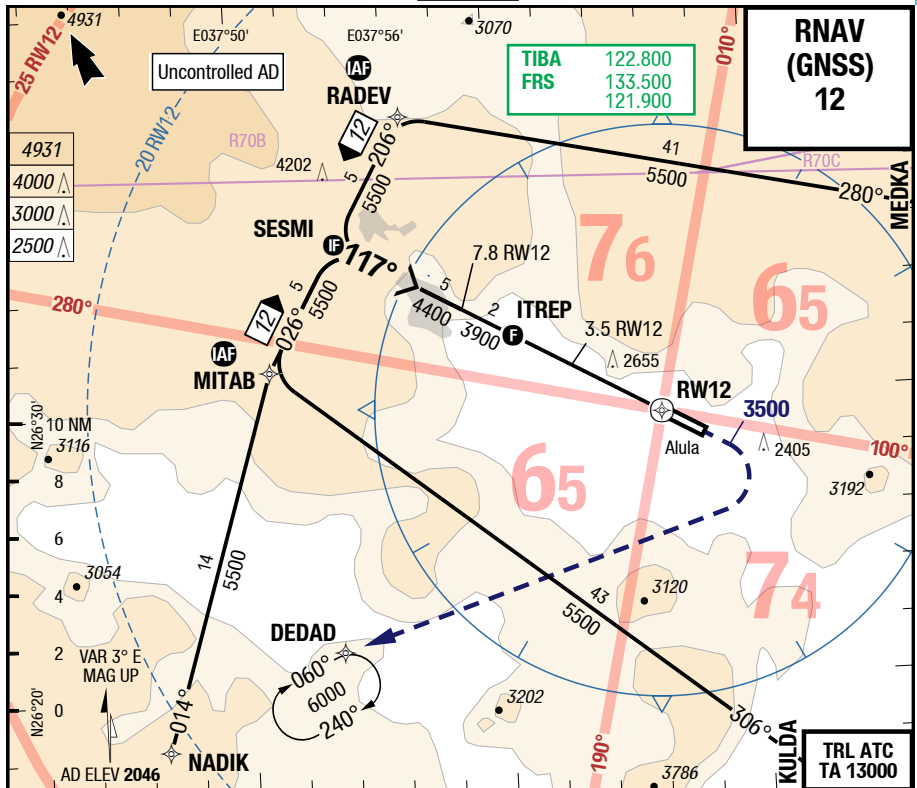 4931
25 RW12
E037°50'
E037°56'
3070
RNAV
(GNSS)
12
Uncontrolled AD
IAF
RADEV
TIBA 122.800
FRS 133.500
121.900
010°
20 RW12
R70B
12
206°
41
R70C
4931
4000
3000
2500
4202
5
5500
5500
280°
MEDKA
SESMI
IF
117°
7.8 RW12
76
65
5
5500
5
4400
2
3900
ITREP
F
3.5 RW12
280°
12
026°
IAF
MITAB
2655
RW12
3500
Alula
2405
100°
N26°30'
10 NM
3116
8
65
3192
6
14
5500
3054
4
43
5500
3120
74
DEDAD
2
VAR 3° E
MAG UP
060°
6000
240°
3202
N26°20'
0
014°
306°
KULDA
190°
NADIK
AD ELEV 2046
3786
TRL ATC
TA 13000